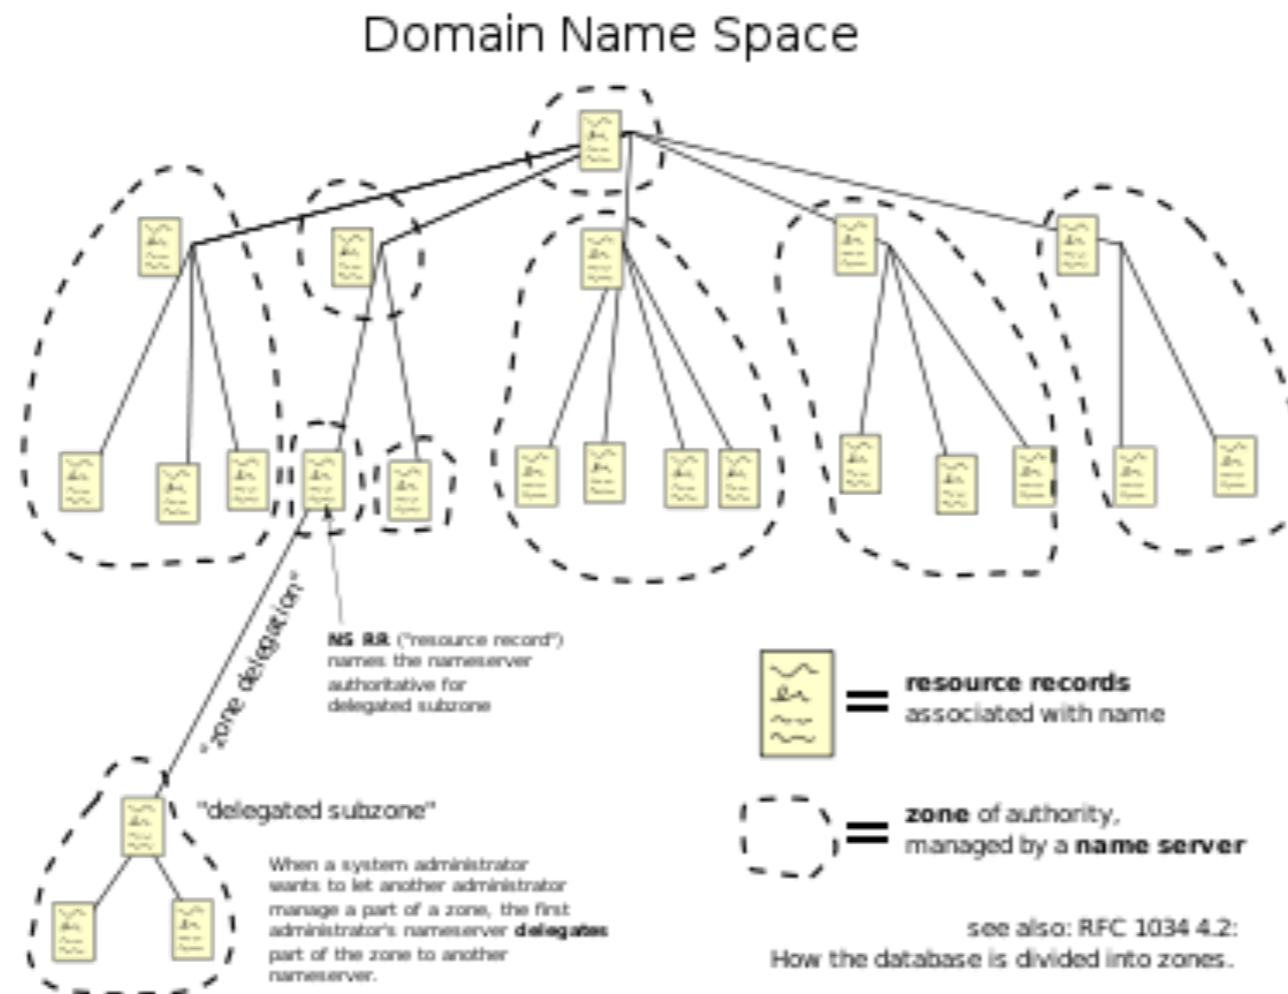 Domain Name Space
"zone delegation"
NS RR ("resource record")
names the nameserver
authoritative for
delegated subzone
resource records
associated with name
"delegated subzone"
zone of authority,
managed by a name server
When a system administrator
wants to let another administrator
manage a part of a zone, the first
administrator's nameserver delegates
part of the zone to another
nameserver.
see also: RFC 1034 4.2:
How the database is divided into zones.